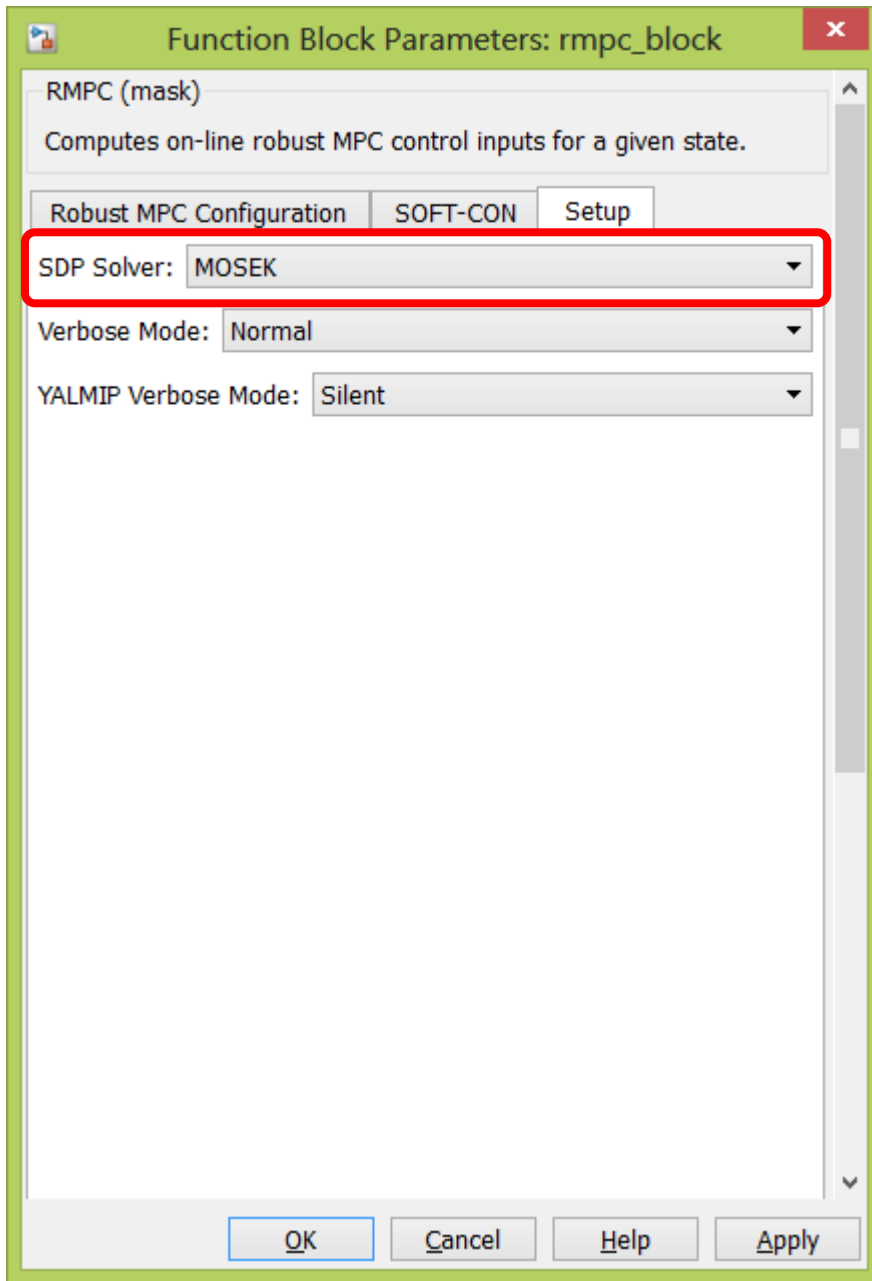 Function Block Parameters: rmpc_block
RMPC (mask)
Computes on-line robust MPC control inputs for a given state.
Robust MPC Configuration SOFT-CON Setup
SDP Solver: MOSEK
Verbose Mode: Normal
YALMIP Verbose Mode: Silent
OK Cancel Help Apply